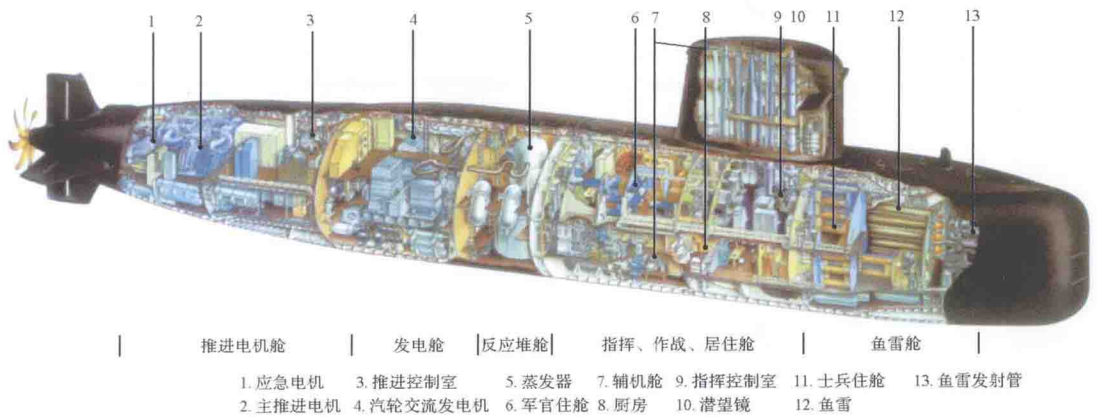 1 2 3 4 5 6 7 8 9 10 11 12 13
推进电机舱 发电舱 反应堆舱 指挥、作战、居住舱 鱼雷舱
1. 应急电机 3. 推进控制室 5. 蒸发器 7. 辅机舱 9. 指挥控制室 11. 士兵住舱 13. 鱼雷发射管
2. 主推进电机 4. 汽轮交流发电机 6. 军官住舱 8. 厨房 10. 潜望镜 12. 鱼雷